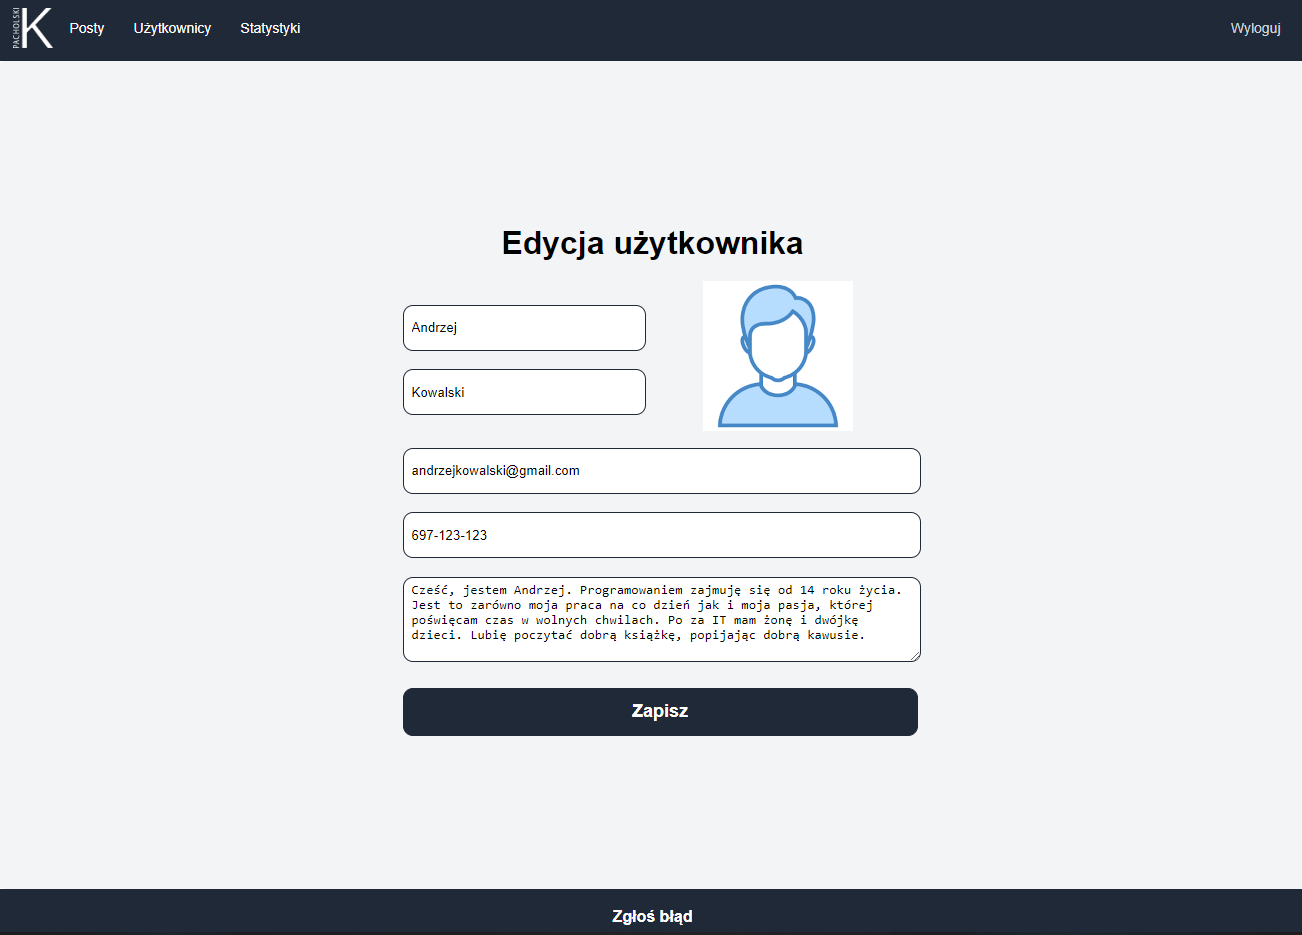 PACHOLSKI
K
Posty
Użytkownicy
Statystyki
Wyloguj
Edycja użytkownika
Andrzej
Kowalski
andrzejkowalski@gmail.com
697-123-123
Cześć, jestem Andrzej. Programowaniem zajmuję się od 14 roku życia.
Jest to zarówno moja praca na co dzień jak i moja pasja, której
poświęcam czas w wolnych chwilach. Po za IT mam żonę i dwójkę
dzieci. Lubię poczytać dobrą książkę, popijając dobrą kawusie.
Zapisz
Zgłoś błąd